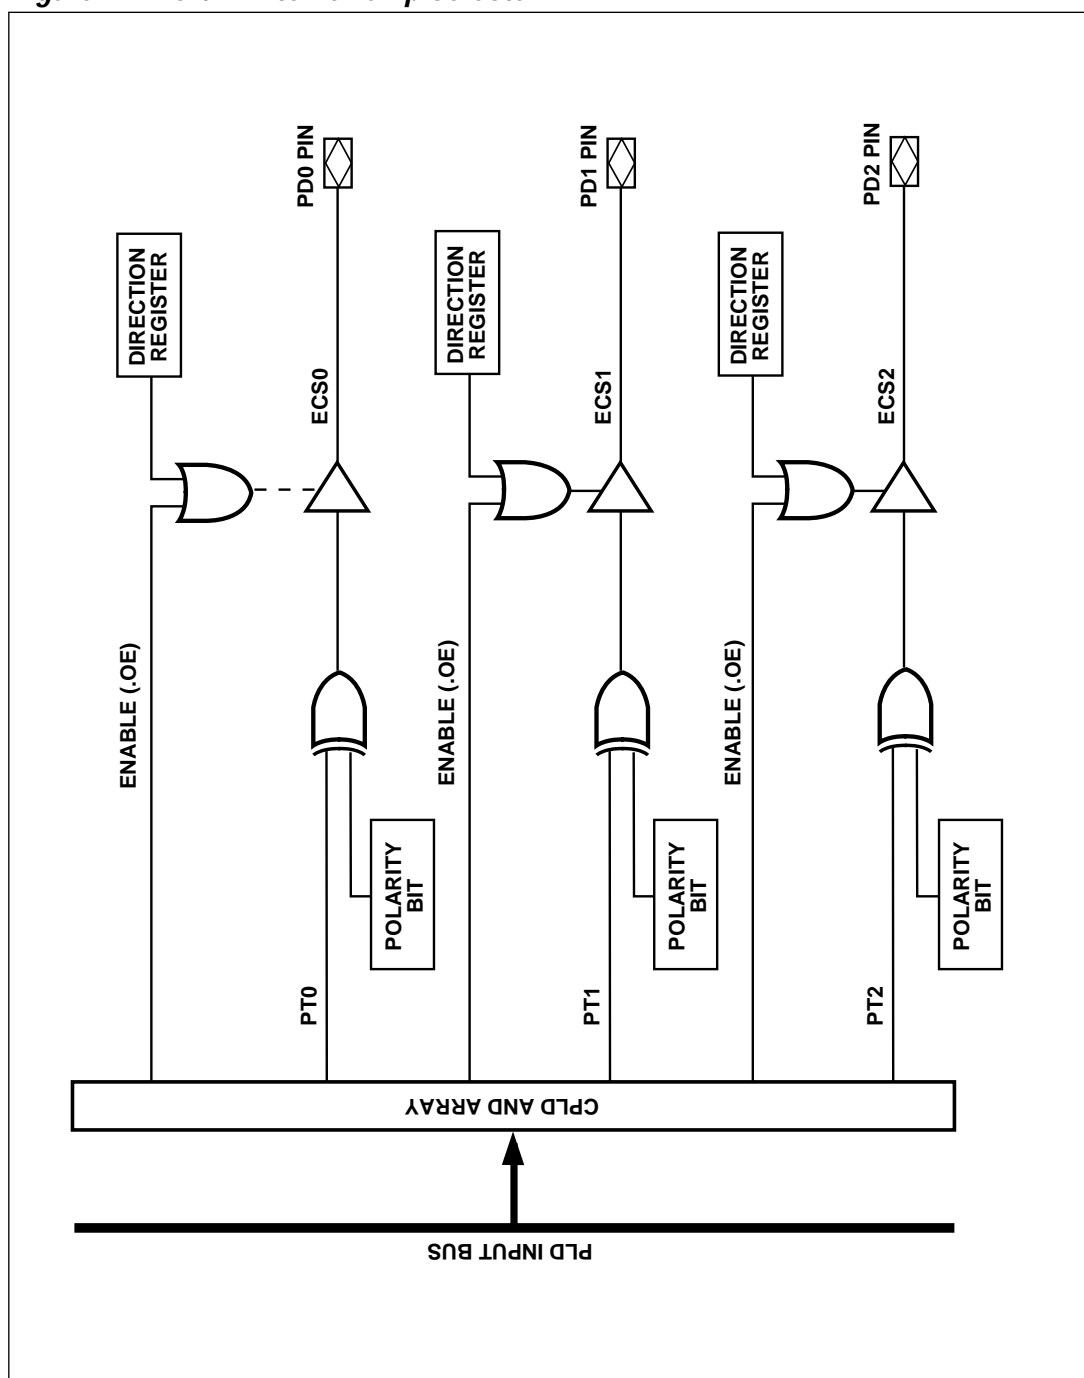 ENABLE (.OE)
DIRECTION
REGISTER
PT0
POLARITY
BIT
ECS0
PD0 PIN
ENABLE (.OE)
DIRECTION
REGISTER
PT1
POLARITY
BIT
ECS1
PD1 PIN
ENABLE (.OE)
DIRECTION
REGISTER
PT2
POLARITY
BIT
ECS2
PD2 PIN
CPLD AND ARRAY
PLD INPUT BUS